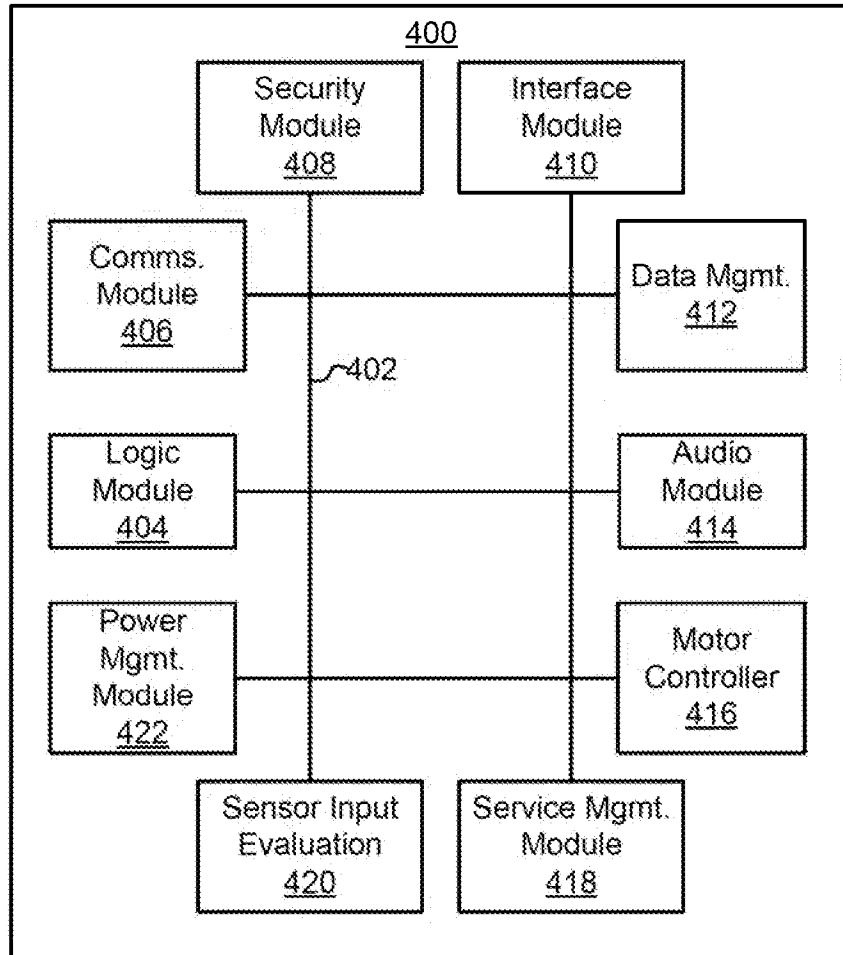 400
Security
Module
408
Interface
Module
410
Comms.
Module
406
Data Mgmt.
412
402
Logic
Module
404
Audio
Module
414
Power
Mgmt.
Module
422
Motor
Controller
416
Sensor Input
Evaluation
420
Service Mgmt.
Module
418